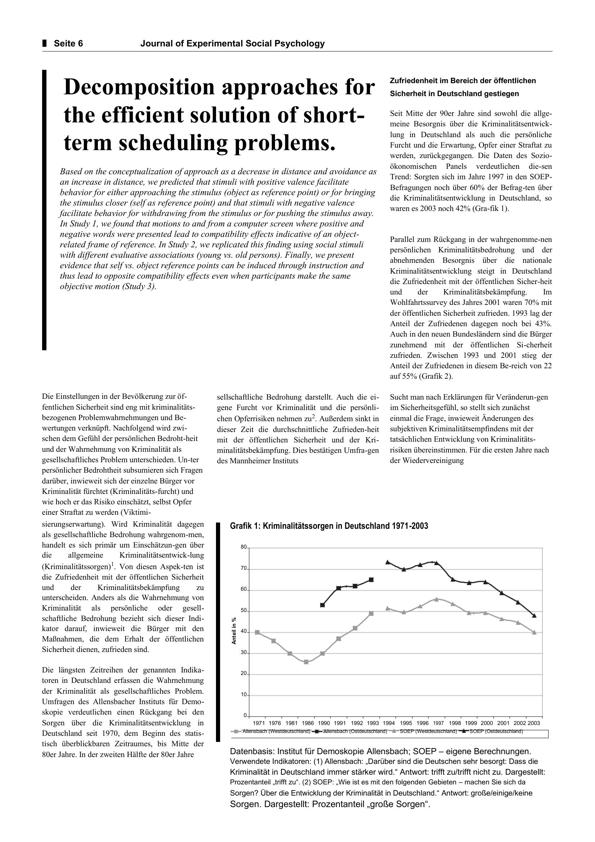 Seite 6
Journal of Experimental Social Psychology
Decomposition approaches for
the efficient solution of short-
term scheduling problems.
Based on the conceptualization of approach as a decrease in distance and avoidance as
an increase in distance, we predicted that stimuli with positive valence facilitate
behavior for either approaching the stimulus (object as reference point) or for bringing
the stimulus closer (self as reference point) and that stimuli with negative valence
facilitate behavior for withdrawing from the stimulus or for pushing the stimulus away.
In Study 1, we found that motions to and from a computer screen where positive and
negative words were presented lead to compatibility effects indicative of an object-
related frame of reference. In Study 2, we replicated this finding using social stimuli
with different evaluative associations (young vs. old persons). Finally, we present
evidence that self vs. object reference points can be induced through instruction and
thus lead to opposite compatibility effects even when participants make the same
objective motion (Study 3).
Zufriedenheit im Bereich der öffentlichen
Sicherheit in Deutschland gestiegen
Seit Mitte der 90er Jahre sind sowohl die allge-
meine Besorgnis über die Kriminalitätsentwick-
lung in Deutschland als auch die persönliche
Furcht und die Erwartung, Opfer einer Straftat zu
werden, zurückgegangen. Die Daten des Sozio-
ökonomischen Panels verdeutlichen die-sen
Trend: Sorgten sich im Jahre 1997 in den SOEP-
Befragungen noch über 60% der Befrag-ten über
die Kriminalitätsentwicklung in Deutschland, so
waren es 2003 noch 42% (Gra-fik 1).
Parallel zum Rückgang in der wahrgenomme-nen
persönlichen Kriminalitätsbedrohung und der
abnehmenden Besorgnis über die nationale
Kriminalitätsentwicklung steigt in Deutschland
die Zufriedenheit mit der öffentlichen Sicher-heit
und der Kriminalitätsbekämpfung. Im
Wohlfahrtssurvey des Jahres 2001 waren 70% mit
der öffentlichen Sicherheit zufrieden. 1993 lag der
Anteil der Zufriedenen dagegen noch bei 43%.
Auch in den neuen Bundesländern sind die Bürger
zunehmend mit der öffentlichen Si-cherheit
zufrieden. Zwischen 1993 und 2001 stieg der
Anteil der Zufriedenen in diesem Be-reich von 22
auf 55% (Grafik 2).
Die Einstellungen in der Bevölkerung zur öf-
fentlichen Sicherheit sind eng mit kriminalitäts-
bezogenen Problemwahrnehmungen und Be-
wertungen verknüpft. Nachfolgend wird zwi-
schen dem Gefühl der persönlichen Bedroht-heit
und der Wahrnehmung von Kriminalität als
gesellschaftliches Problem unterschieden. Un-ter
persönlicher Bedrohtheit subsumieren sich Fragen
darüber, inwieweit sich der einzelne Bürger vor
Kriminalität fürchtet (Kriminalitäts-furcht) und
wie hoch er das Risiko einschätzt, selbst Opfer
einer Straftat zu werden (Viktimi-
sierungserwartung). Wird Kriminalität dagegen
als gesellschaftliche Bedrohung wahrgenom-men,
handelt es sich primär um Einschätzun-gen über
die allgemeine Kriminalitätsentwick-lung
(Kriminalitätssorgen)1. Von diesen Aspek-ten ist
die Zufriedenheit mit der öffentlichen Sicherheit
und der Kriminalitätsbekämpfung zu
unterscheiden. Anders als die Wahrnehmung von
Kriminalität als persönliche oder gesell-
schaftliche Bedrohung bezieht sich dieser Indi-
kator darauf, inwieweit die Bürger mit den
Maßnahmen, die dem Erhalt der öffentlichen
Sicherheit dienen, zufrieden sind.
Die längsten Zeitreihen der genannten Indika-
toren in Deutschland erfassen die Wahrnehmung
der Kriminalität als gesellschaftliches Problem.
Umfragen des Allensbacher Instituts für Demo-
skopie verdeutlichen einen Rückgang bei den
Sorgen über die Kriminalitätsentwicklung in
Deutschland seit 1970, dem Beginn des statis-
tisch überblickbaren Zeitraumes, bis Mitte der
80er Jahre. In der zweiten Hälfte der 80er Jahre
sellschaftliche Bedrohung darstellt. Auch die ei-
gene Furcht vor Kriminalität und die persönli-
chen Opferrisiken nehmen zu2. Außerdem sinkt in
dieser Zeit die durchschnittliche Zufrieden-heit
mit der öffentlichen Sicherheit und der Kri-
minalitätsbekämpfung. Dies bestätigen Umfra-gen
des Mannheimer Instituts
Sucht man nach Erklärungen für Veränderun-gen
im Sicherheitsgefühl, so stellt sich zunächst
einmal die Frage, inwieweit Änderungen des
subjektiven Kriminalitätsempfindens mit der
tatsächlichen Entwicklung von Kriminalitäts-
risiken übereinstimmen. Für die ersten Jahre nach
der Wiedervereinigung
Grafik 1: Kriminalitätssorgen in Deutschland 1971-2003
Anteil in %
80
70
60
50
40
30
20
10
0
1971 1976 1981 1986 1990 1991 1992 1993 1994 1995 1996 1997 1998 1999 2000 2001 2002 2003
Allensbach (Westdeutschland) Allensbach (Ostdeutschland) SOEP (Westdeutschland) SOEP (Ostdeutschland)
Datenbasis: Institut für Demoskopie Allensbach; SOEP – eigene Berechnungen.
Verwendete Indikatoren: (1) Allensbach: „Darüber sind die Deutschen sehr besorgt: Dass die
Kriminalität in Deutschland immer stärker wird.“ Antwort: trifft zu/trifft nicht zu. Dargestellt:
Prozentanteil „trifft zu“. (2) SOEP: „Wie ist es mit den folgenden Gebieten – machen Sie sich da
Sorgen? Über die Entwicklung der Kriminalität in Deutschland.“ Antwort: große/einige/keine
Sorgen. Dargestellt: Prozentanteil „große Sorgen“.